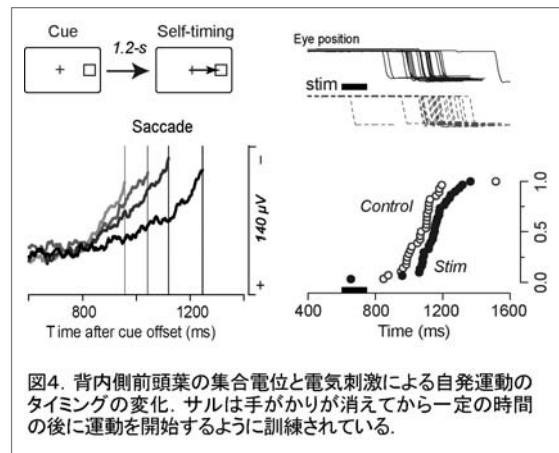 Cue
1.2-s
Self-timing
Saccade
−
140 μV
+
800
1000
1200
Time after cue offset (ms)
Eye position
stim
Control
Stim
1.0
0.5
0.0
400
800
1200
1600
Time (ms)
図4. 背内側前頭葉の集合電位と電気刺激による自発運動の
タイミングの変化. サルは手がかりが消えてから一定の時間
の後に運動を開始するように訓練されている.